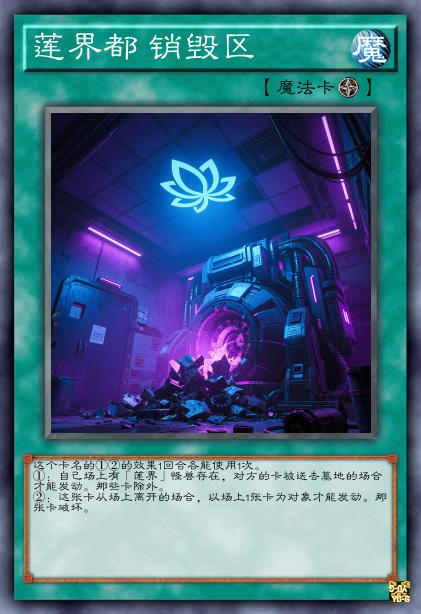 莲界都 销毁区
魔
【 魔法卡 】
这个卡名的①②的效果1回合各能使用1次。
①：自己场上有「莲界」怪兽存在，对方的卡被送去墓地的场合
才能发动。那些卡除外。
②：这张卡从场上离开的场合，以场上1张卡为对象才能发动。那
张卡破坏。